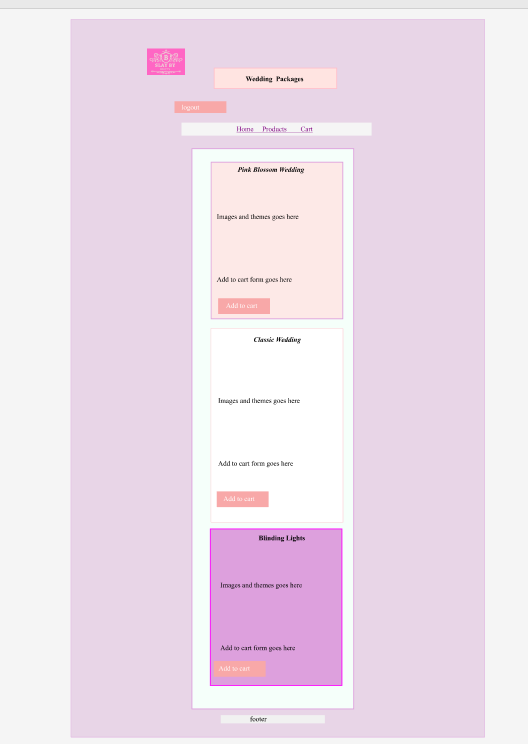 Wedding Packages
logout
Home Products Cart
Pink Blossom Wedding
Images and themes goes here
Add to cart form goes here
Add to cart
Classic Wedding
Images and themes goes here
Add to cart form goes here
Add to cart
Blinding Lights
Images and themes goes here
Add to cart form goes here
Add to cart
footer